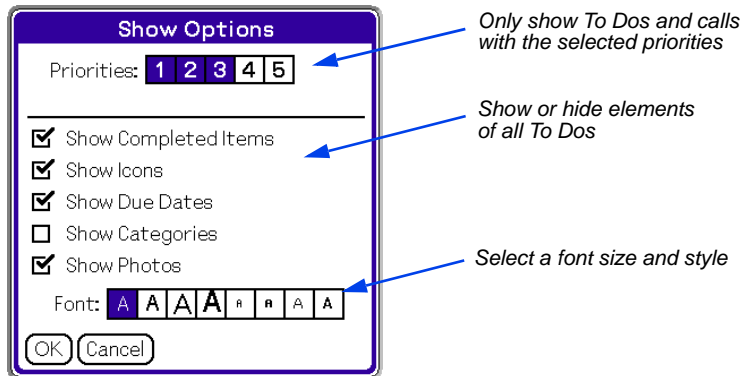 Show Options
Only show To Dos and calls
with the selected priorities
Priorities: 1 2 3 4 5
Show or hide elements
of all To Dos
Show Completed Items
Show Icons
Show Due Dates
Show Categories
Show Photos
Select a font size and style
Font: A A A A A A A A
OK Cancel